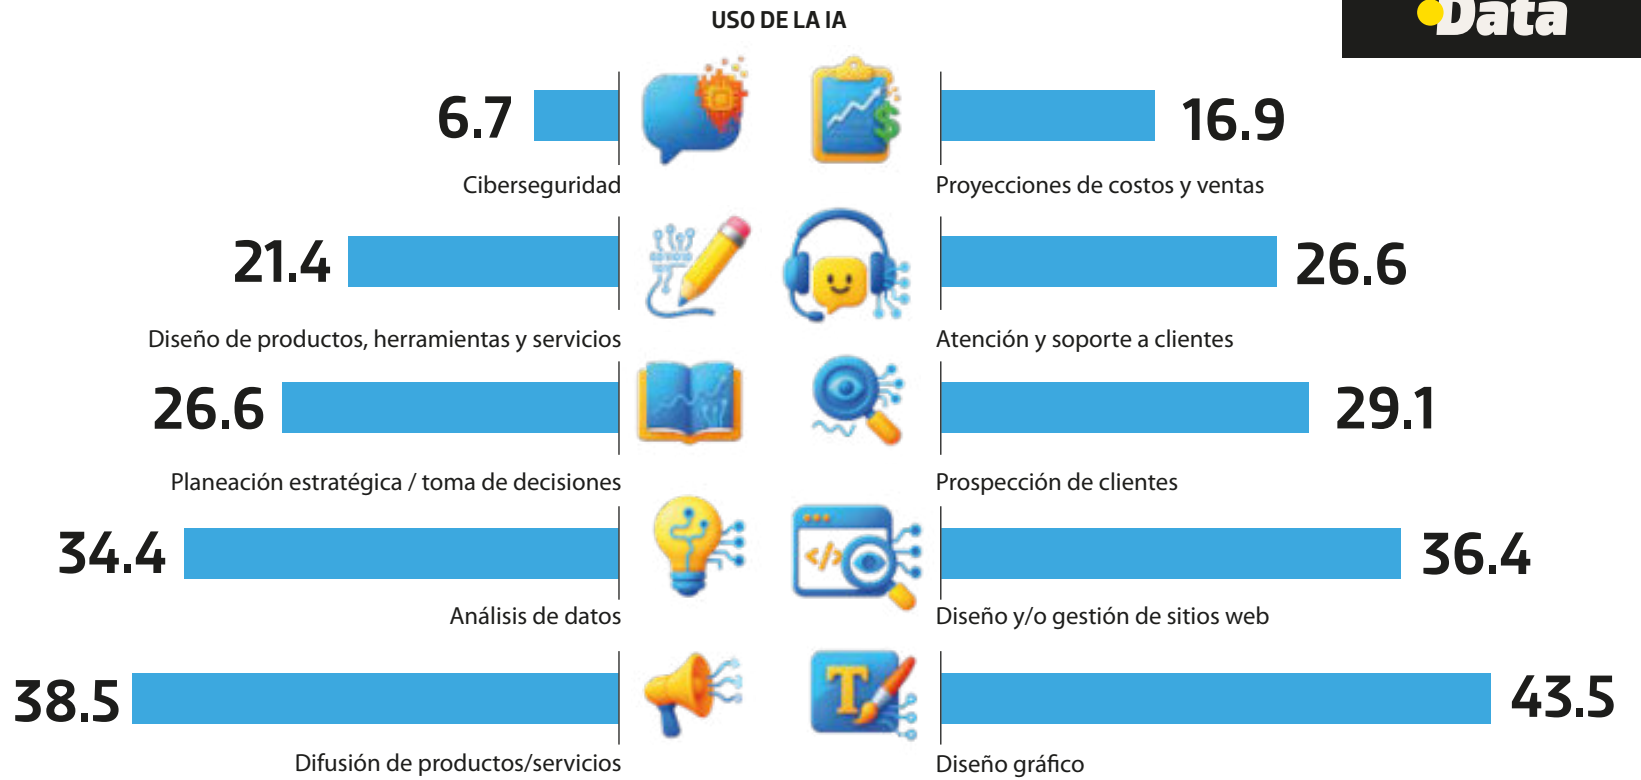 USO DE LA IA
Data
6.7
Ciberseguridad
16.9
Proyecciones de costos y ventas
21.4
Diseño de productos, herramientas y servicios
26.6
Atención y soporte a clientes
26.6
Planeación estratégica / toma de decisiones
29.1
Prospección de clientes
34.4
Análisis de datos
</>
36.4
Diseño y/o gestión de sitios web
38.5
Difusión de productos/servicios
T
43.5
Diseño gráfico